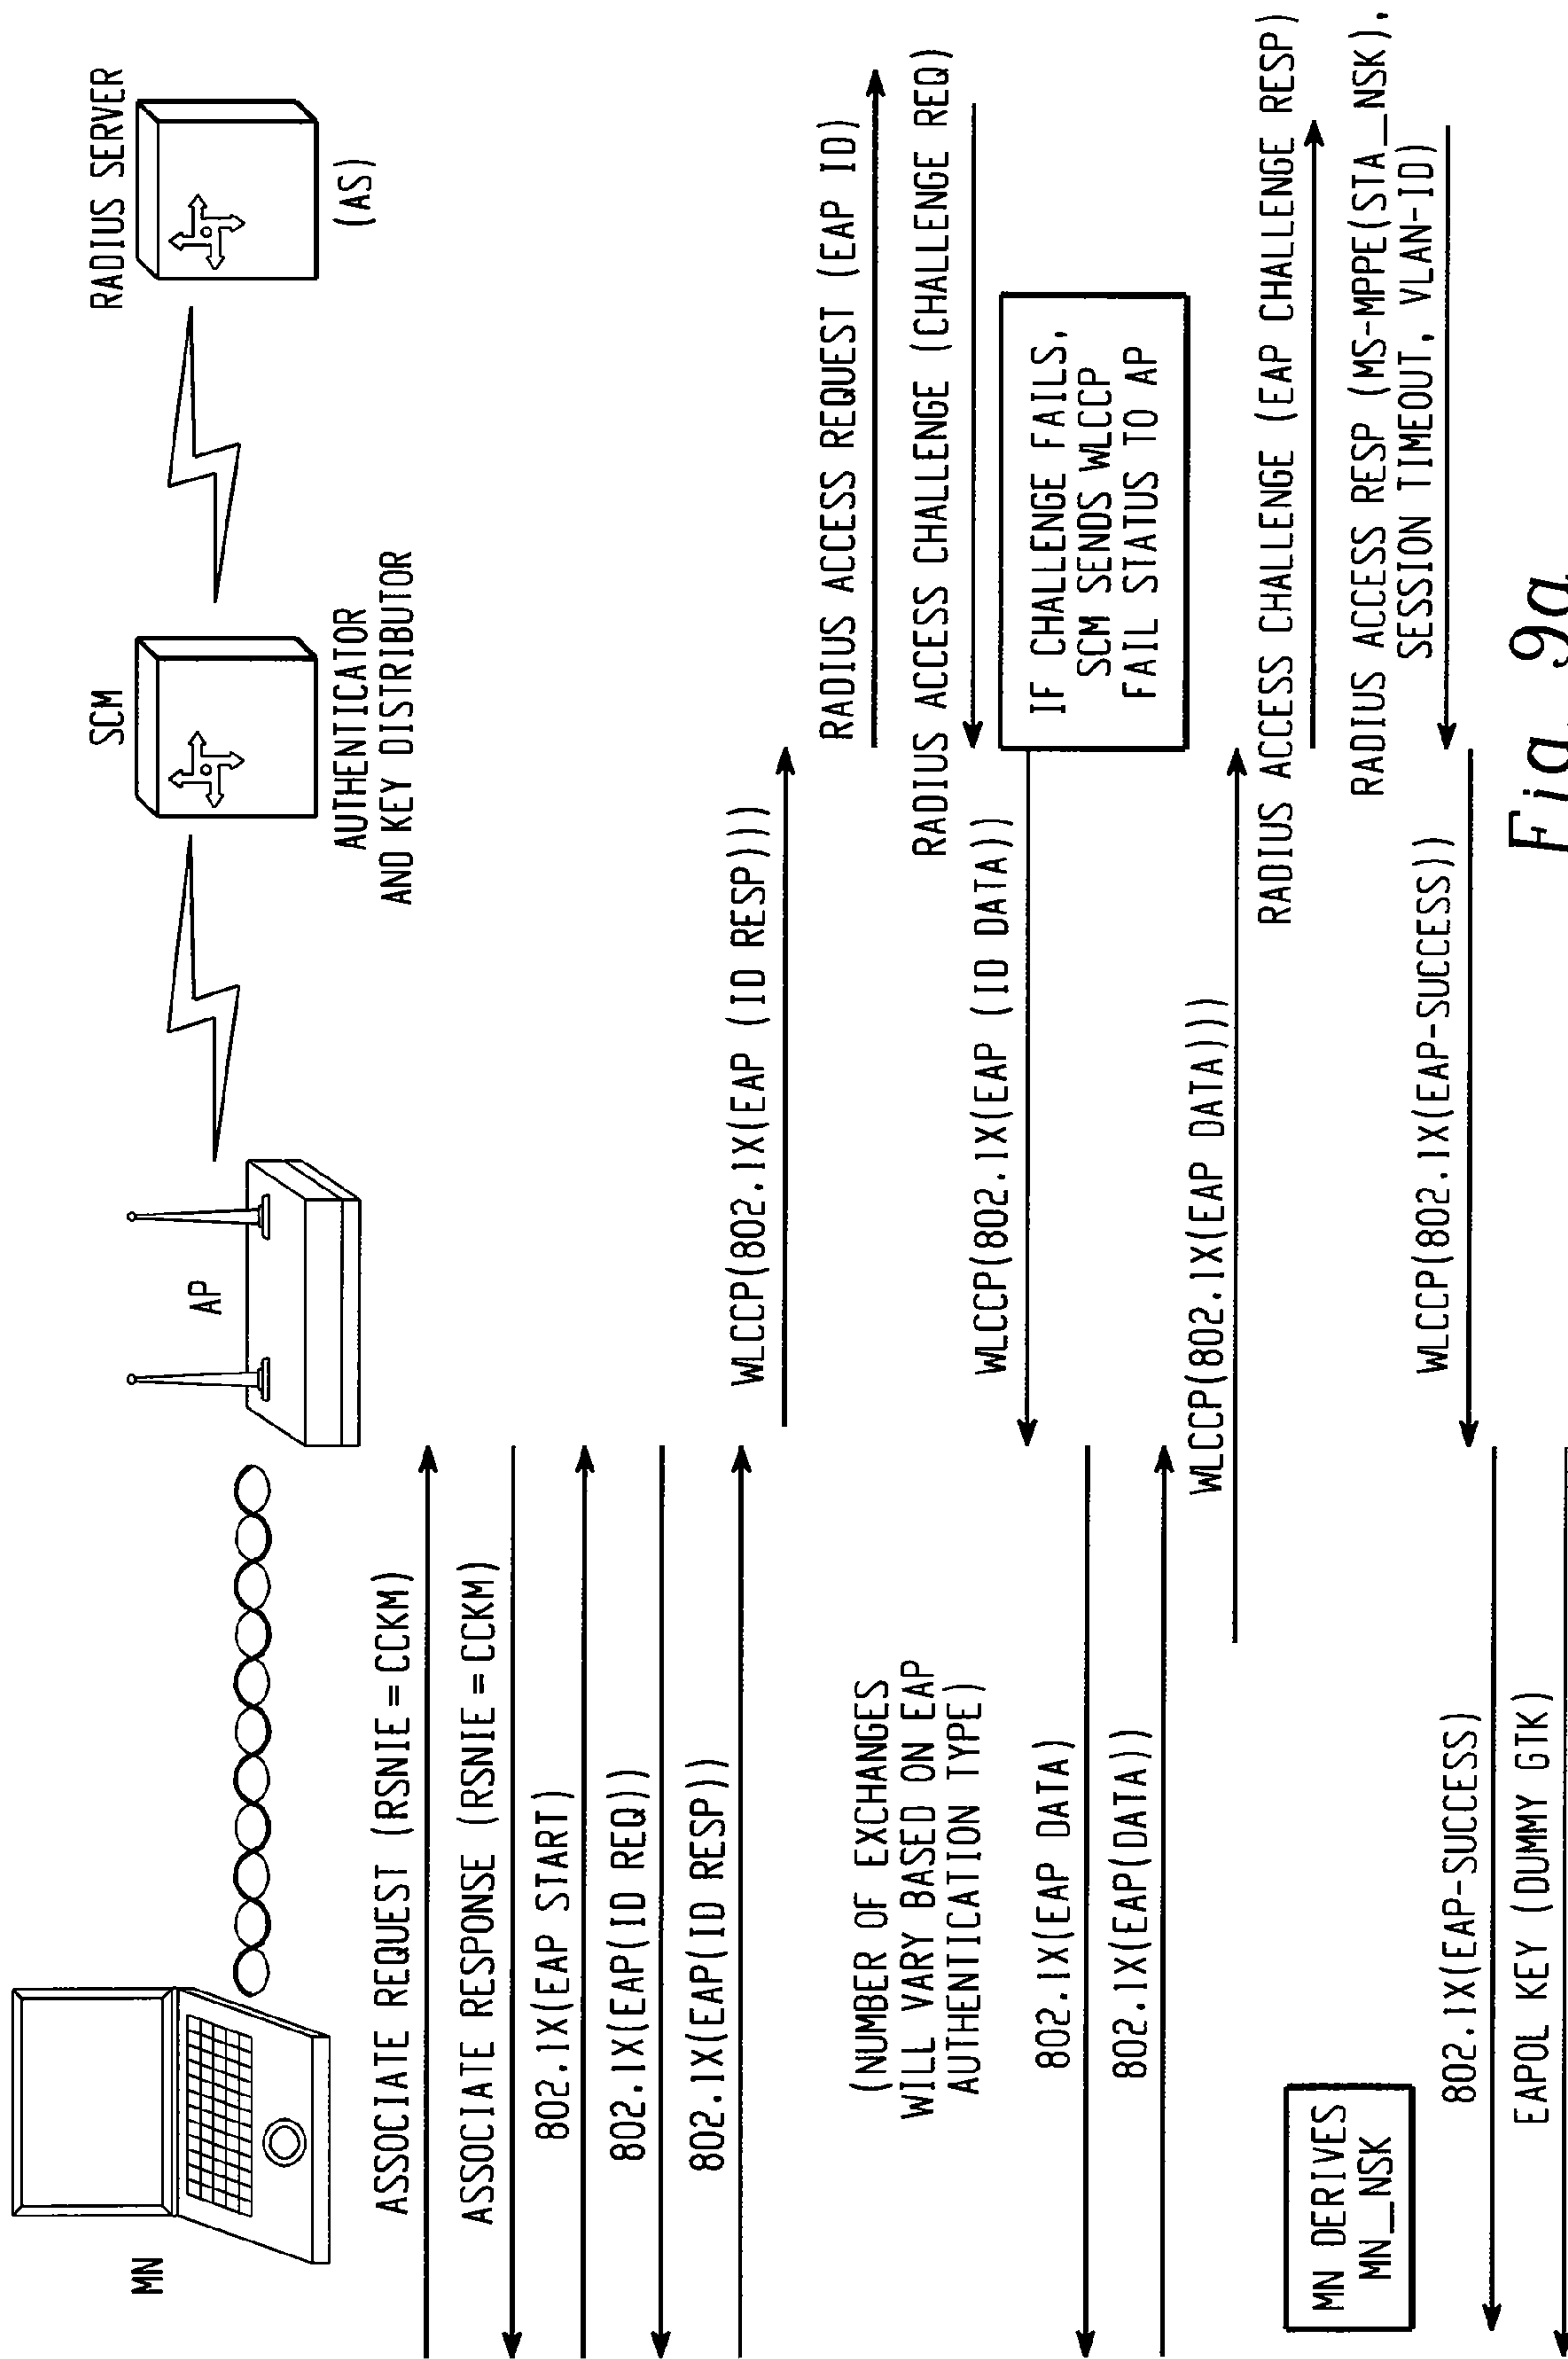 MN
AP
SCM
RADIUS SERVER
AUTHENTICATOR
AND KEY DISTRIBUTOR
(AS)
ASSOCIATE REQUEST (RSNIE = CCKM)
ASSOCIATE RESPONSE (RSNIE = CCKM)
802.1X(EAP START)
802.1X(EAP(ID REQ))
802.1X(EAP(ID RESP))
WLCCP(802.1X(EAP (ID RESP)))
RADIUS ACCESS REQUEST (EAP ID)
RADIUS ACCESS CHALLENGE (CHALLENGE REQ)
(NUMBER OF EXCHANGES
WILL VARY BASED ON EAP
AUTHENTICATION TYPE)
WLCCP(802.1X(EAP (ID DATA))
IF CHALLENGE FAILS,
SCM SENDS WLCCP
FAIL STATUS TO AP
802.1X(EAP DATA)
802.1X(EAP(DATA))
WLCCP(802.1X(EAP DATA)))
RADIUS ACCESS CHALLENGE (EAP CHALLENGE RESP)
RADIUS ACCESS RESP (MS-MPPE(STA_NSK),
SESSION TIMEOUT, VLAN-ID)
MN DERIVES
MN_NSK
WLCCP(802.1X(EAP-SUCCESS))
802.1X(EAP-SUCCESS)
EAPOL KEY (DUMMY GTK)
Fig. 9a